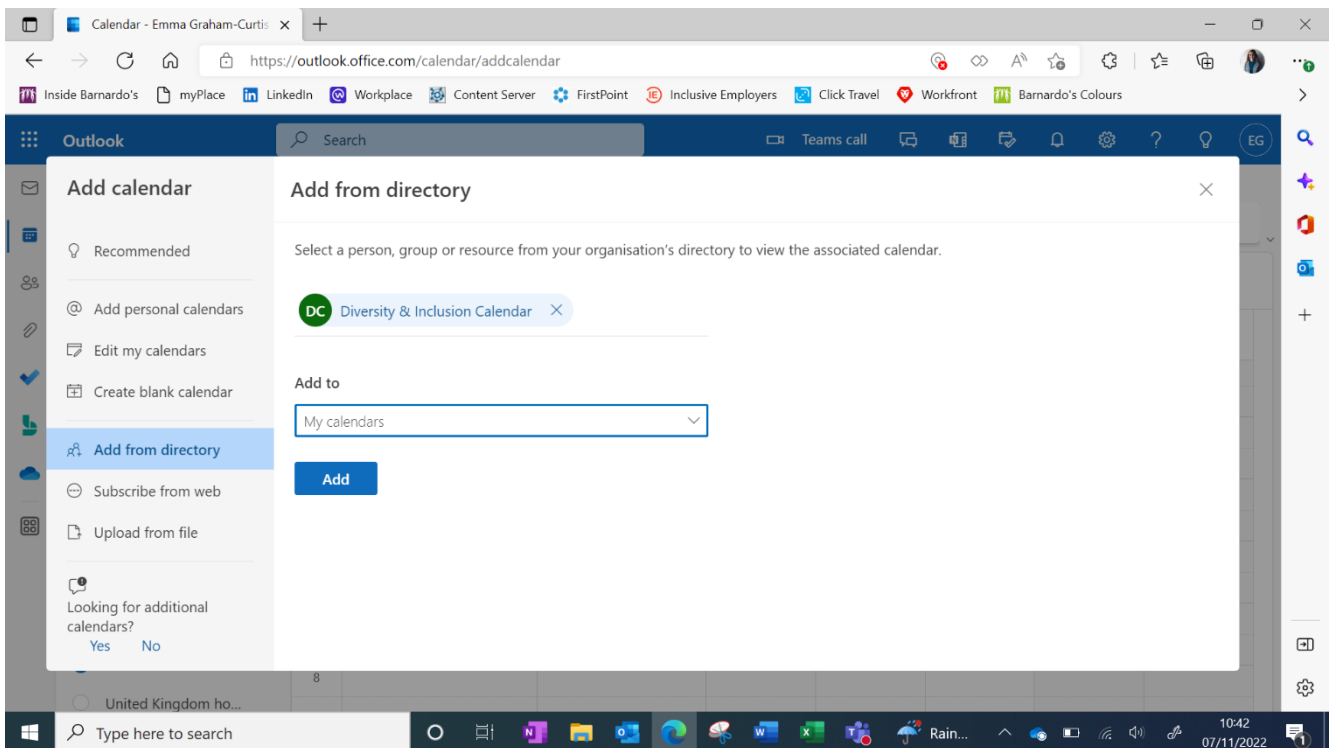 Calendar - Emma Graham-Curtis
https://outlook.office.com/calendar/addcalendar
Inside Barnardo's myPlace LinkedIn Workplace Content Server FirstPoint Inclusive Employers Click Travel Workfront Barnardo's Colours
Outlook Search Teams call EG
Add calendar
Add from directory
Recommended
Select a person, group or resource from your organisation's directory to view the associated calendar.
Add personal calendars
DC Diversity & Inclusion Calendar
Edit my calendars
Create blank calendar
Add to
My calendars
Add from directory
Add
Subscribe from web
Upload from file
Looking for additional
calendars?
Yes No
8
United Kingdom ho...
Type here to search
Rain...
10:42
07/11/2022
1